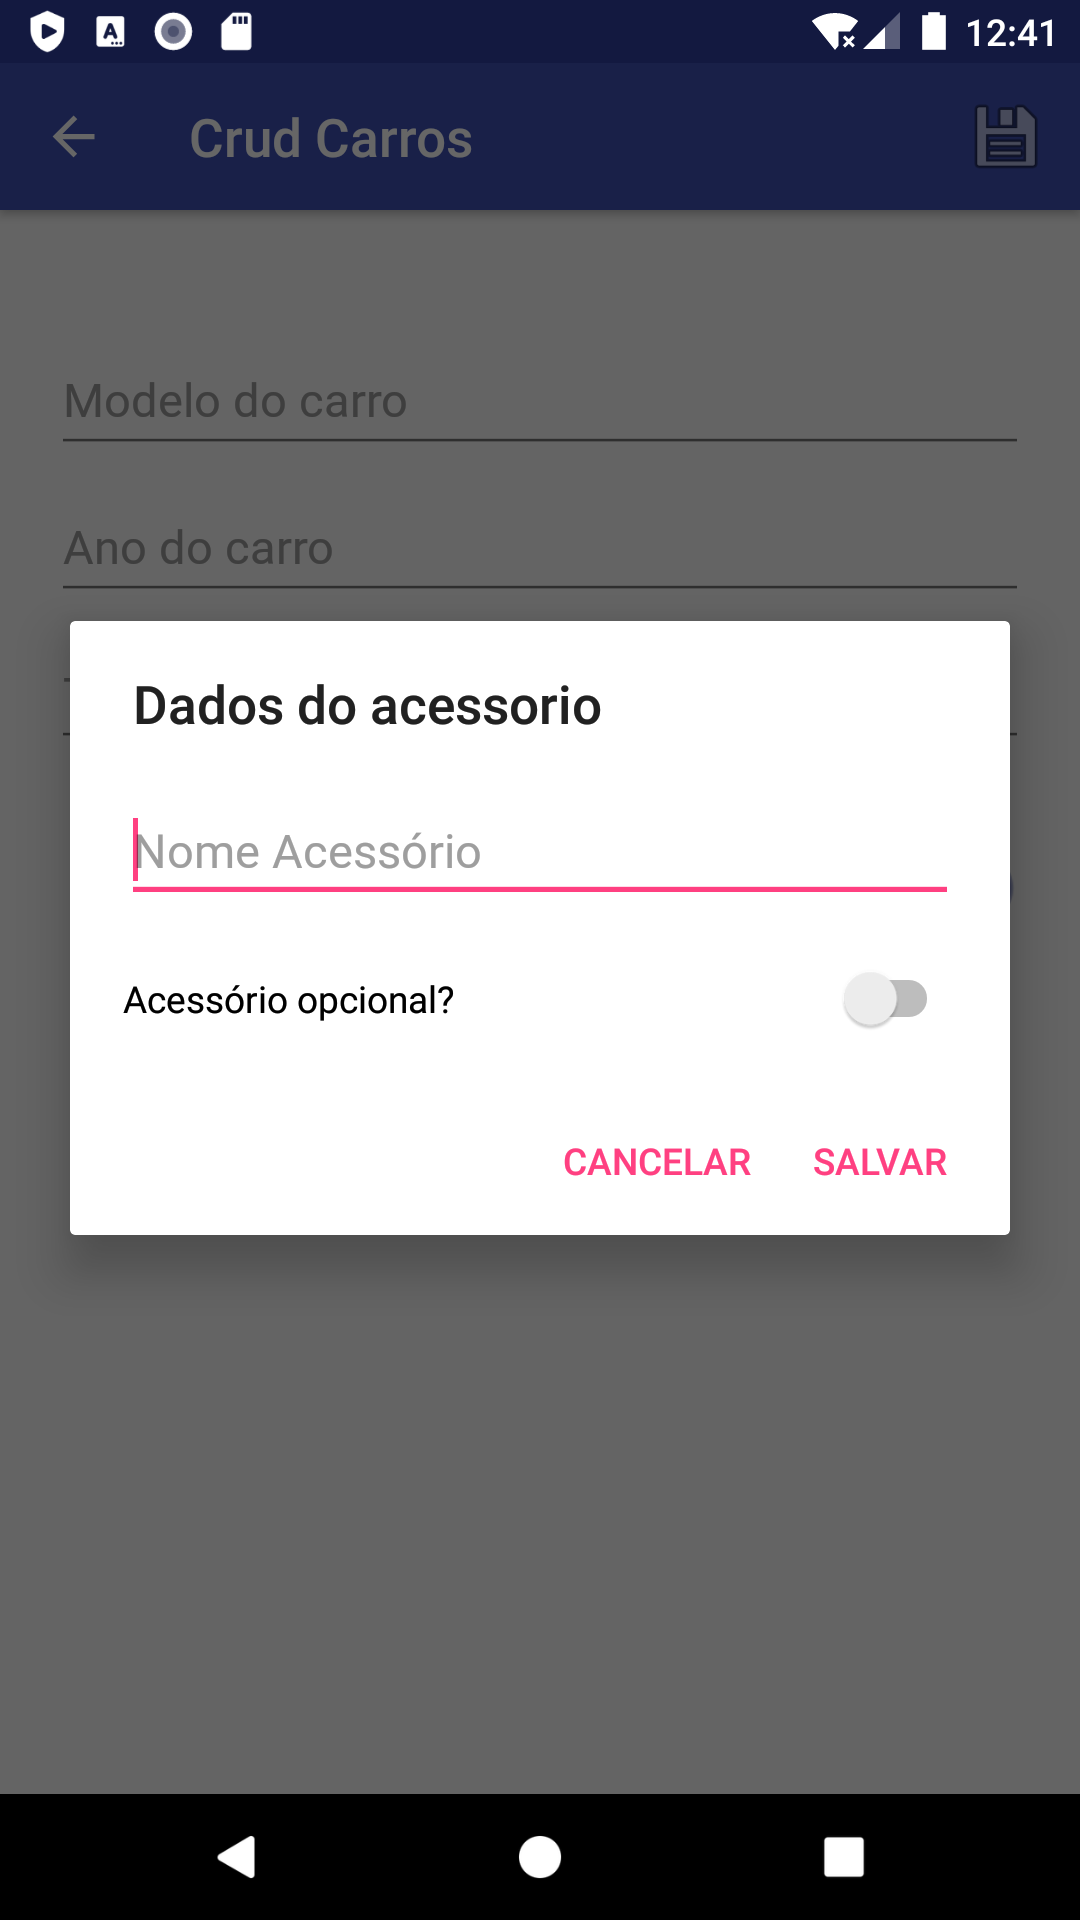 12:41
Crud Carros
Modelo do carro
Ano do carro
Dados do acessorio
Nome Acessório
Acessório opcional?
CANCELAR SALVAR